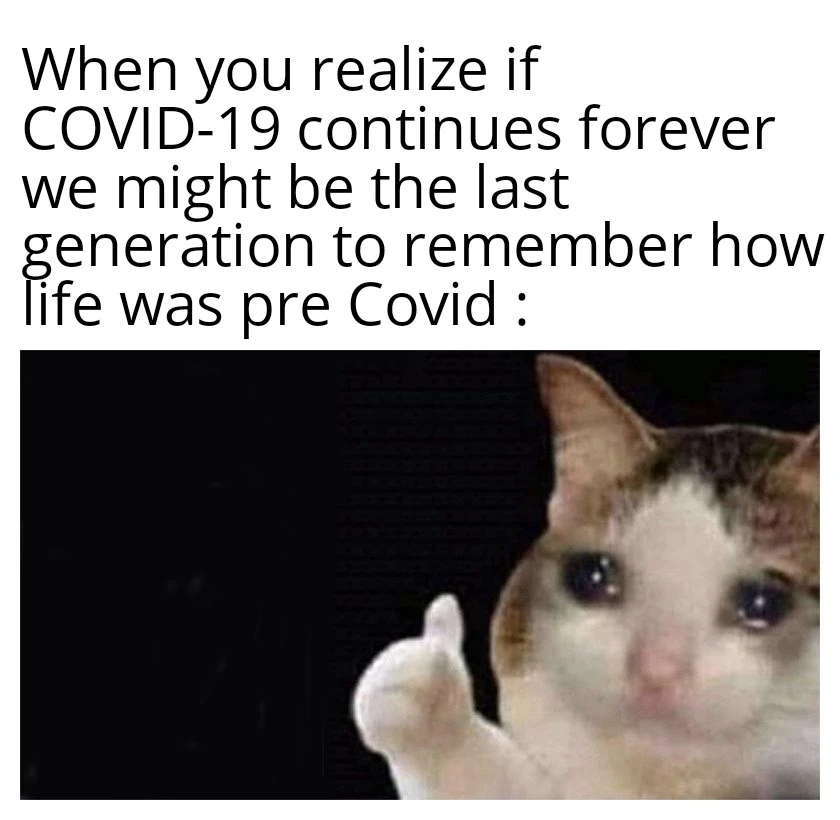 When you realize if
COVID-19 continues forever
we might be the last
generation to remember how
life was pre Covid :